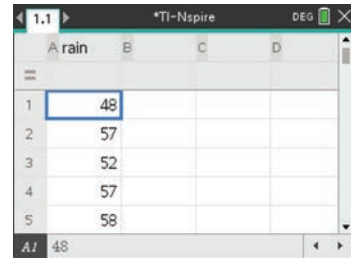 1.1 *TI-Nspire DEG
A rain B C D
=
1 48
2 57
3 52
4 57
5 58
A1 48